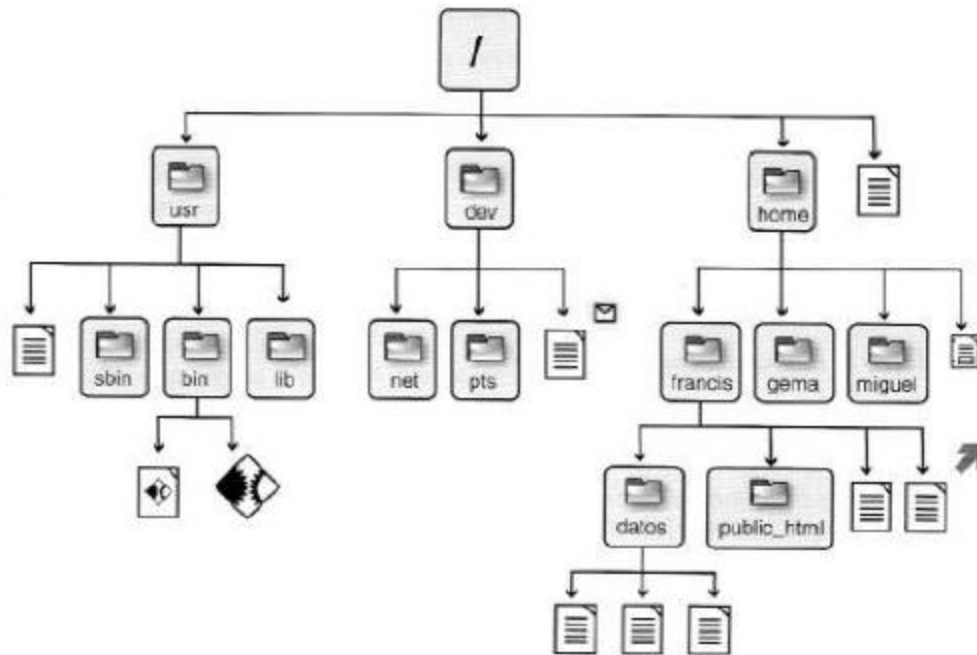 /
usr
dev
home
sbin
bin
lib
net
pts
francis
gema
miguel
datos
public_html